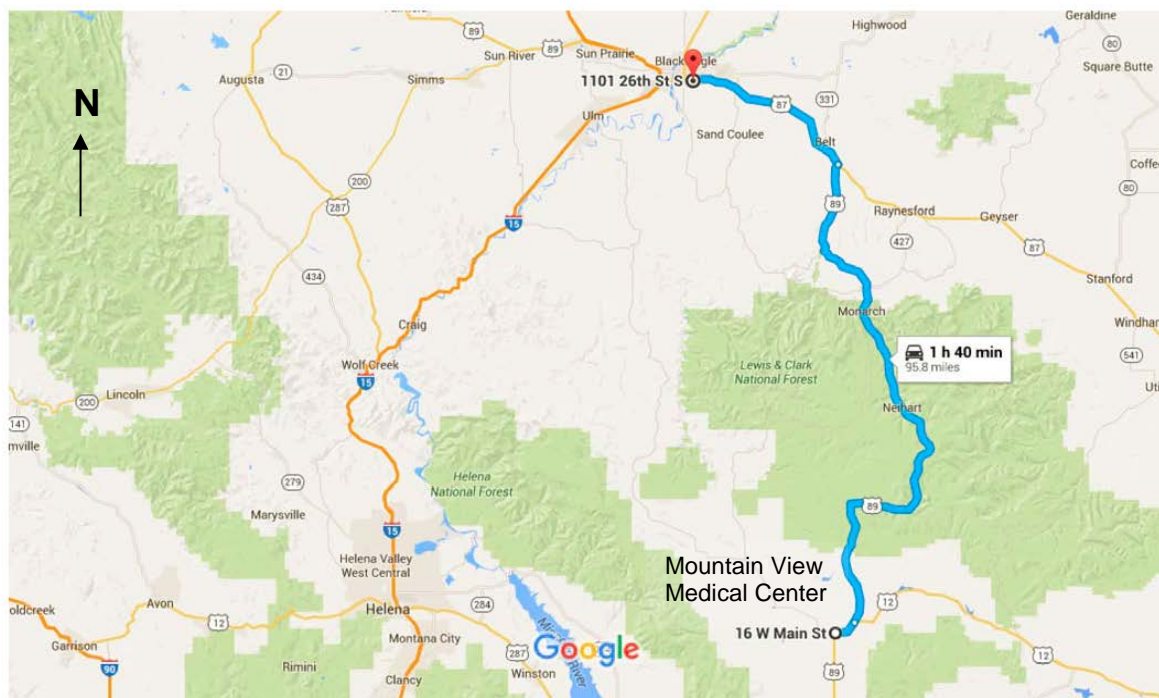 Geraldine
Highwood
80
89
Sun River
Sun Prairie
Square Butte
Augusta
21
Simms
1101 26th St S
87
331
N
Ulm
Sand Coulee
Belt
Coffe
200
80
287
89
Raynesford
Geyser
15
427
87
Stanford
434
Monarch
Windham
Craig
1 h 40 min
95.8 miles
541
Wolf Creek
Lewis & Clark
National Forest
15
Lincoln
200
Neihart
141
Helena
National Forest
279
89
Marysville
15
Helena Valley
West Central
Mountain View
Medical Center
oldcreek
Avon
Helena
284
12
12
16 W Main St
Garrison
Montana City
Google
287
12
90
Rimini
Clancy
Winston
89